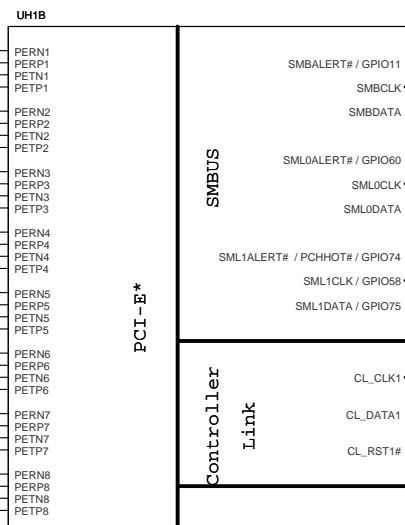 UH1B
PERN1
PERP1
PETN1
PETP1
PERN2
PERP2
PETN2
PETP2
PERN3
PERP3
PETN3
PETP3
PERN4
PERP4
PETN4
PETP4
PERN5
PERP5
PETN5
PETP5
PERN6
PERP6
PETN6
PETP6
PERN7
PERP7
PETN7
PETP7
PERN8
PERP8
PETN8
PETP8
PCI-E*
SMBUS
SMBALERT# / GPIO11
SMBCLK
SMBDATA
SML0ALERT# / GPIO60
SML0CLK
SML0DATA
SML1ALERT# / PCHHOT# / GPIO74
SML1CLK / GPIO58
SML1DATA / GPIO75
Controller
Link
CL_CLK1
CL_DATA1
CL_RST1#